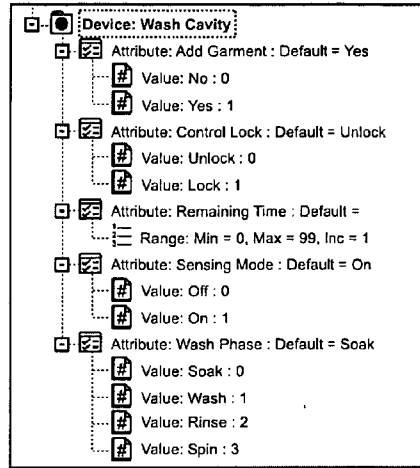 Device: Wash Cavity
Attribute: Add Garment : Default = Yes
Value: No : 0
Value: Yes : 1
Attribute: Control Lock : Default = Unlock
Value: Unlock : 0
Value: Lock : 1
Attribute: Remaining Time : Default =
Range: Min = 0, Max = 99, Inc = 1
Attribute: Sensing Mode : Default = On
Value: Off : 0
Value: On : 1
Attribute: Wash Phase : Default = Soak
Value: Soak : 0
Value: Wash : 1
Value: Rinse : 2
Value: Spin : 3